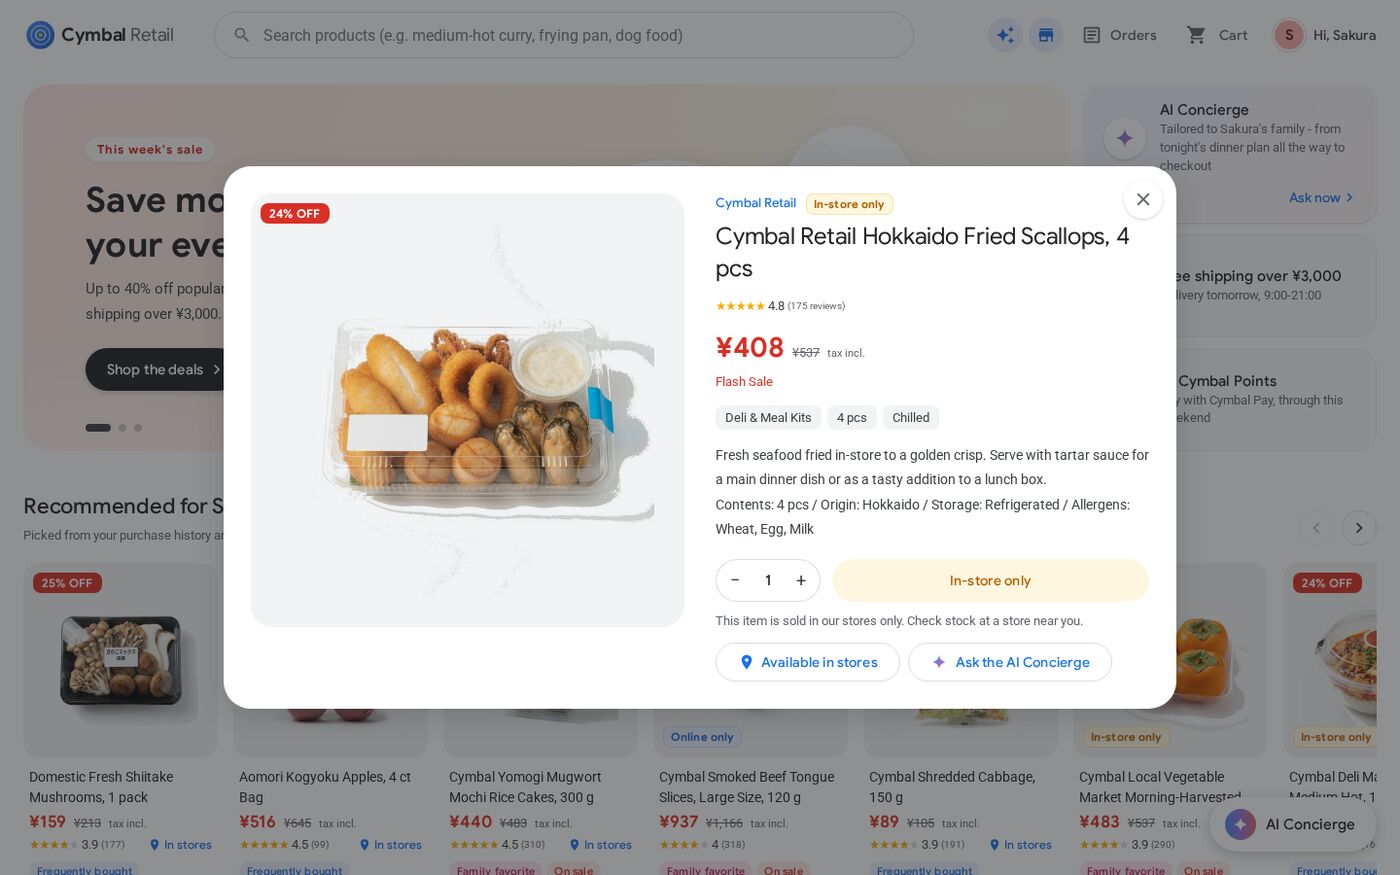 Cymbal Retail
Search products (e.g. medium-hot curry, frying pan, dog food)
Orders
Cart
S
Hi, Sakura
This week's sale
Save mo
your eve
Up to 40% off popular
shipping over ¥3,000.
Shop the deals
AI Concierge
Tailored to Sakura's family - from
tonight's dinner plan all the way to
checkout
Ask now
ee shipping over ¥3,000
livery tomorrow, 9:00-21:00
Cymbal Points
y with Cymbal Pay, through this
ekend
24% OFF
Cymbal Retail
In-store only
Cymbal Retail Hokkaido Fried Scallops, 4
pcs
4.8 (175 reviews)
¥408 ¥537 tax incl.
Flash Sale
Deli & Meal Kits
4 pcs
Chilled
Fresh seafood fried in-store to a golden crisp. Serve with tartar sauce for
a main dinner dish or as a tasty addition to a lunch box.
Contents: 4 pcs / Origin: Hokkaido / Storage: Refrigerated / Allergens:
Wheat, Egg, Milk
− 1 +
In-store only
This item is sold in our stores only. Check stock at a store near you.
Available in stores
Ask the AI Concierge
Recommended for S
Picked from your purchase history an
25% OFF
Domestic Fresh Shiitake
Mushrooms, 1 pack
¥159 ¥213 tax incl.
3.9 (177) In stores
Frequently bought
Aomori Kogyoku Apples, 4 ct
Bag
¥516 ¥645 tax incl.
4.5 (99) In stores
Frequently bought
Cymbal Yomogi Mugwort
Mochi Rice Cakes, 300 g
¥440 ¥483 tax incl.
4.5 (310) In stores
Family favorite On sale
Online only
Cymbal Smoked Beef Tongue
Slices, Large Size, 120 g
¥937 ¥1,166 tax incl.
4 (318)
Family favorite On sale
Cymbal Shredded Cabbage,
150 g
¥89 ¥105 tax incl.
3.9 (191) In stores
Frequently bought
In-store only
Cymbal Local Vegetable
Market Morning-Harvested
¥483 ¥537 tax incl.
3.9 (290)
Family favorite On sale
24% OFF
In-store only
Cymbal Deli Ma
AI Concierge
Frequently bou